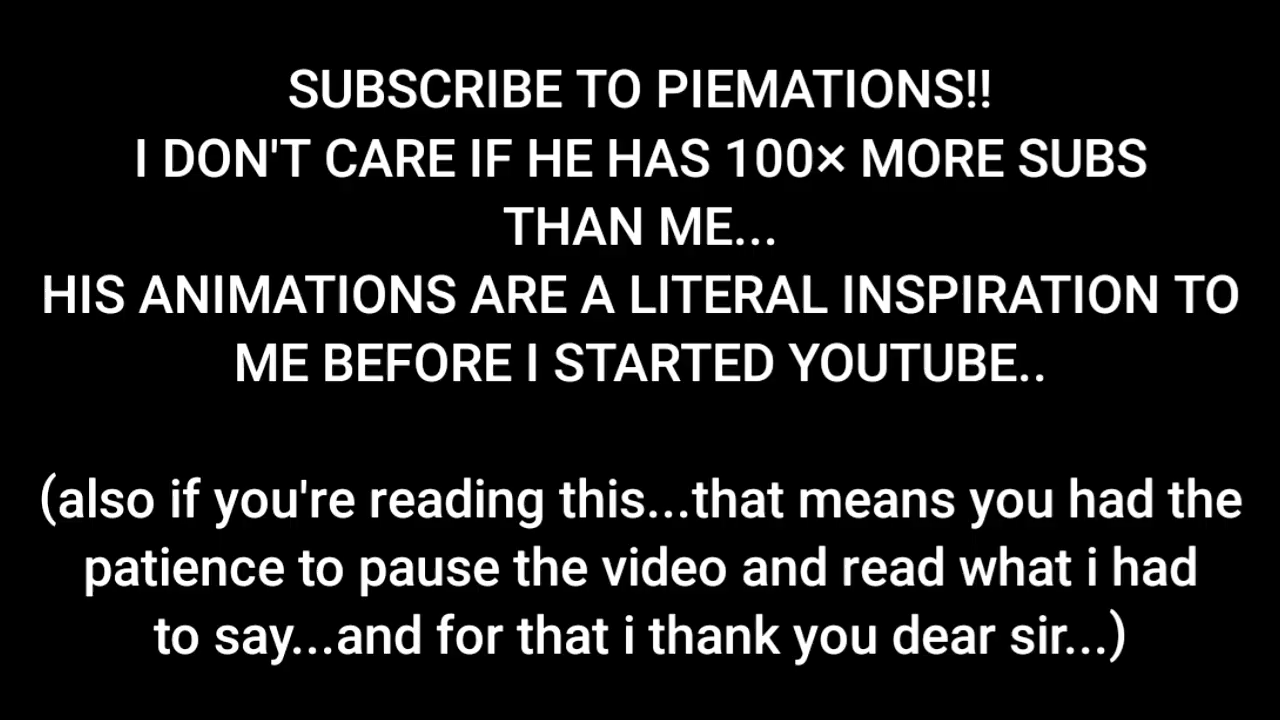 SUBSCRIBE TO PIEMATIONS!!
I DON'T CARE IF HE HAS 100× MORE SUBS
THAN ME...
HIS ANIMATIONS ARE A LITERAL INSPIRATION TO
ME BEFORE I STARTED YOUTUBE..
(also if you're reading this...that means you had the
patience to pause the video and read what i had
to say...and for that i thank you dear sir...)